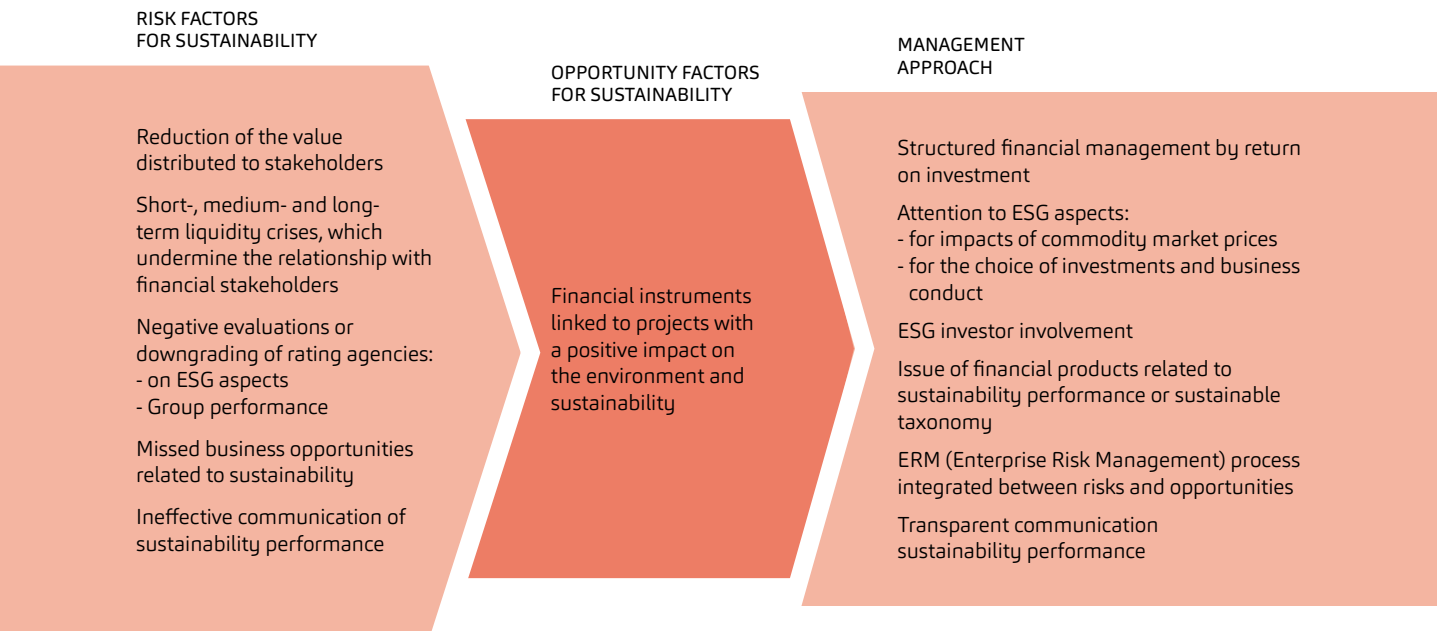 RISK FACTORS
FOR SUSTAINABILITY
Reduction of the value
distributed to stakeholders
Short-, medium- and long-
term liquidity crises, which
undermine the relationship with
financial stakeholders
Negative evaluations or
downgrading of rating agencies:
- on ESG aspects
- Group performance
Missed business opportunities
related to sustainability
Ineffective communication of
sustainability performance
OPPORTUNITY FACTORS
FOR SUSTAINABILITY
Financial instruments
linked to projects with
a positive impact on
the environment and
sustainability
MANAGEMENT
APPROACH
Structured financial management by return
on investment
Attention to ESG aspects:
- for impacts of commodity market prices
- for the choice of investments and business
conduct
ESG investor involvement
Issue of financial products related to
sustainability performance or sustainable
taxonomy
ERM (Enterprise Risk Management) process
integrated between risks and opportunities
Transparent communication
sustainability performance